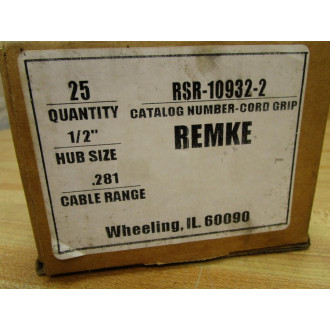 25
QUANTITY
1/2"
HUB SIZE
.281
CABLE RANGE
RSR-10932-2
CATALOG NUMBER-CORD GRIP
REMKE
Wheeling, IL. 60090